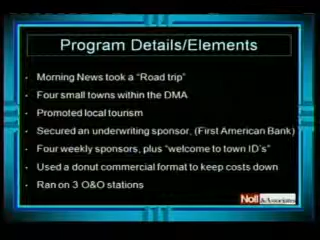 Program Details/Elements
Morning News took a "Road trip"
Four small towns within the DMA
Promoted local tourism
Secured an underwriting sponsor, (First American Bank)
Four weekly sponsors, plus "welcome to town ID's"
Used a donut commercial format to keep costs down
Ran on 3 O&O stations
Noll & Associates